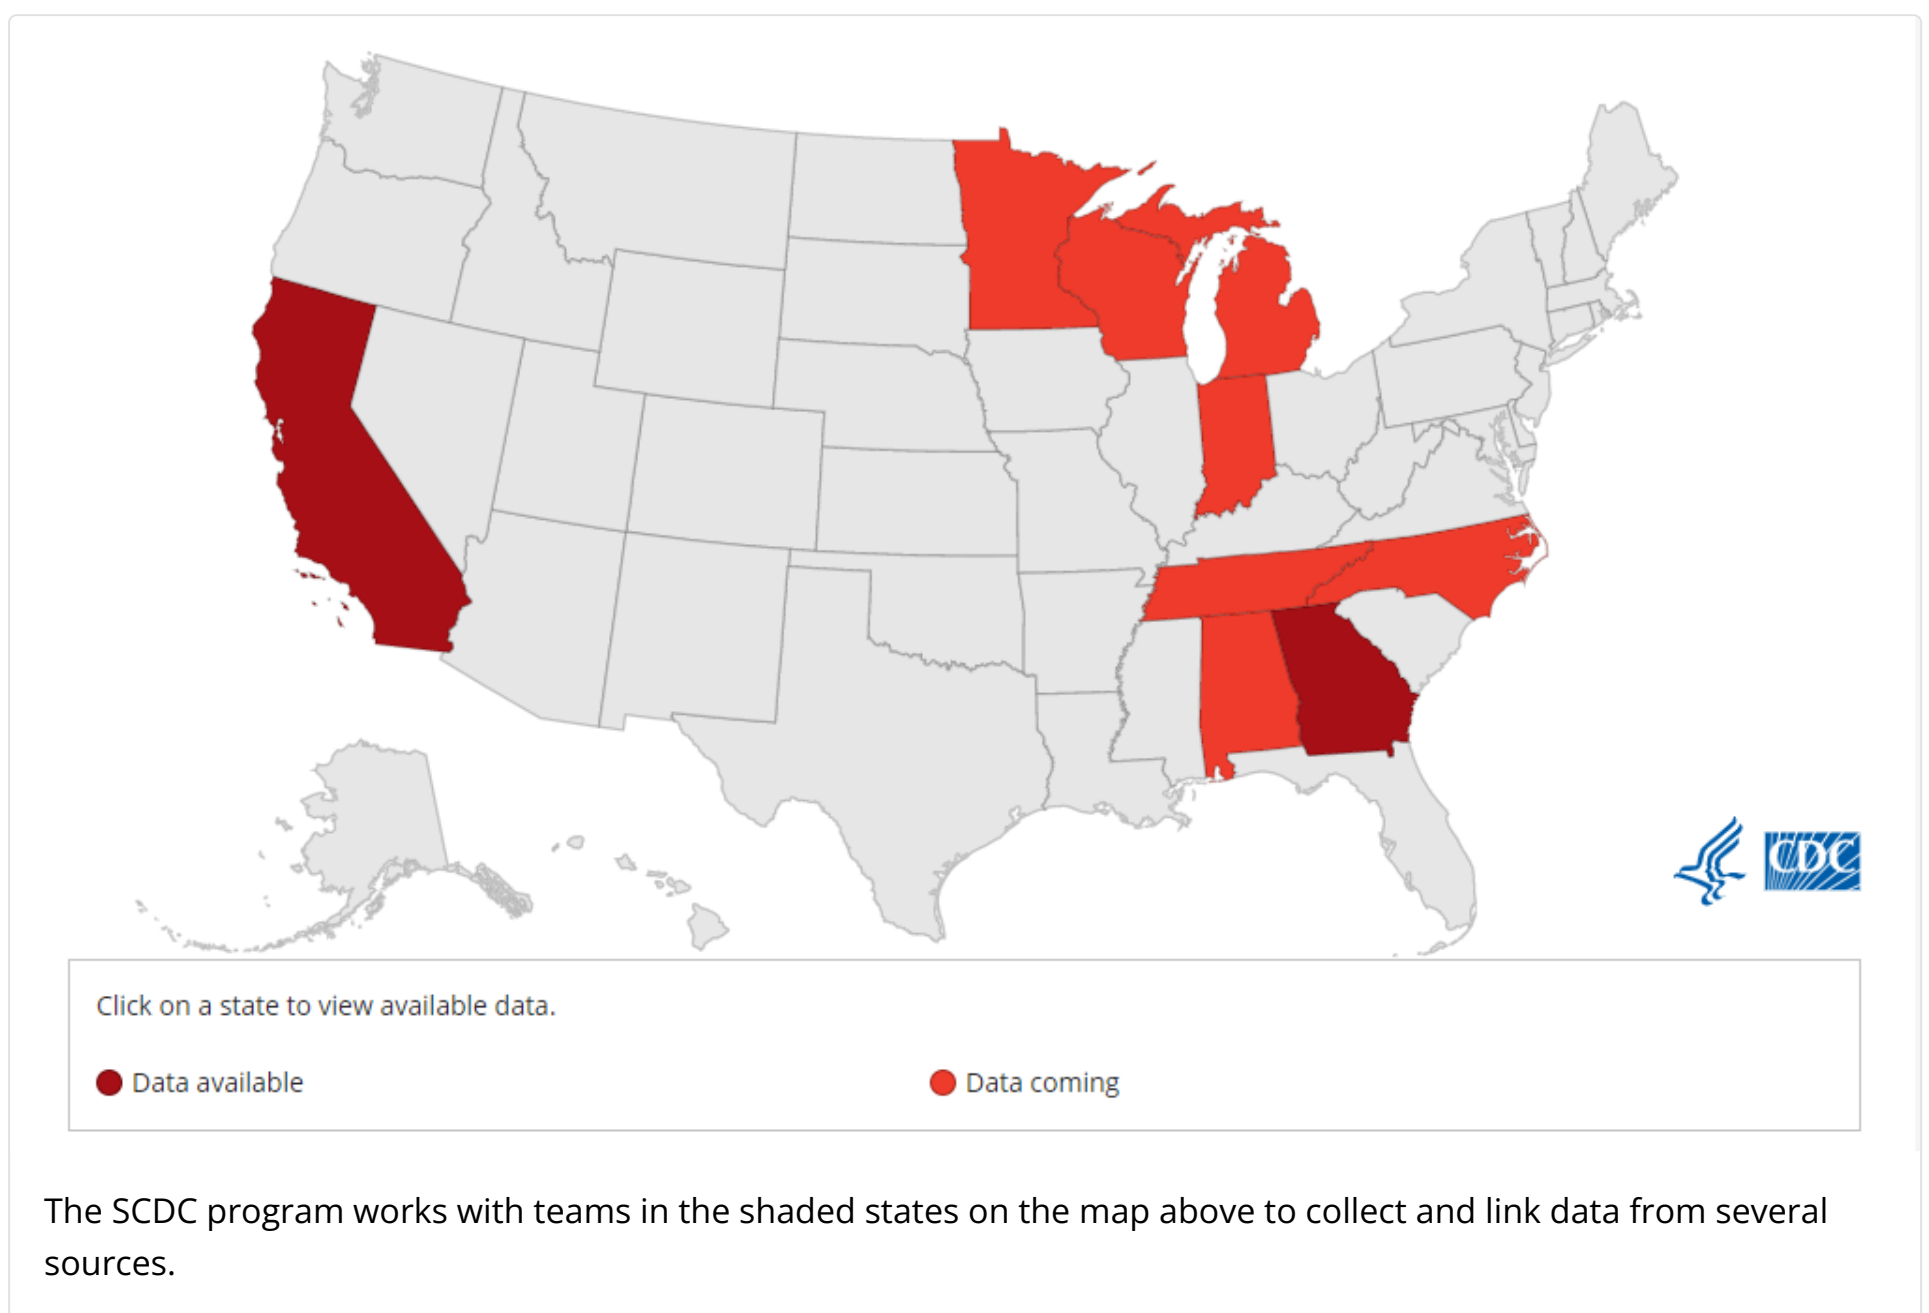 CDC
Click on a state to view available data.
Data available
Data coming
The SCDC program works with teams in the shaded states on the map above to collect and link data from several
sources.